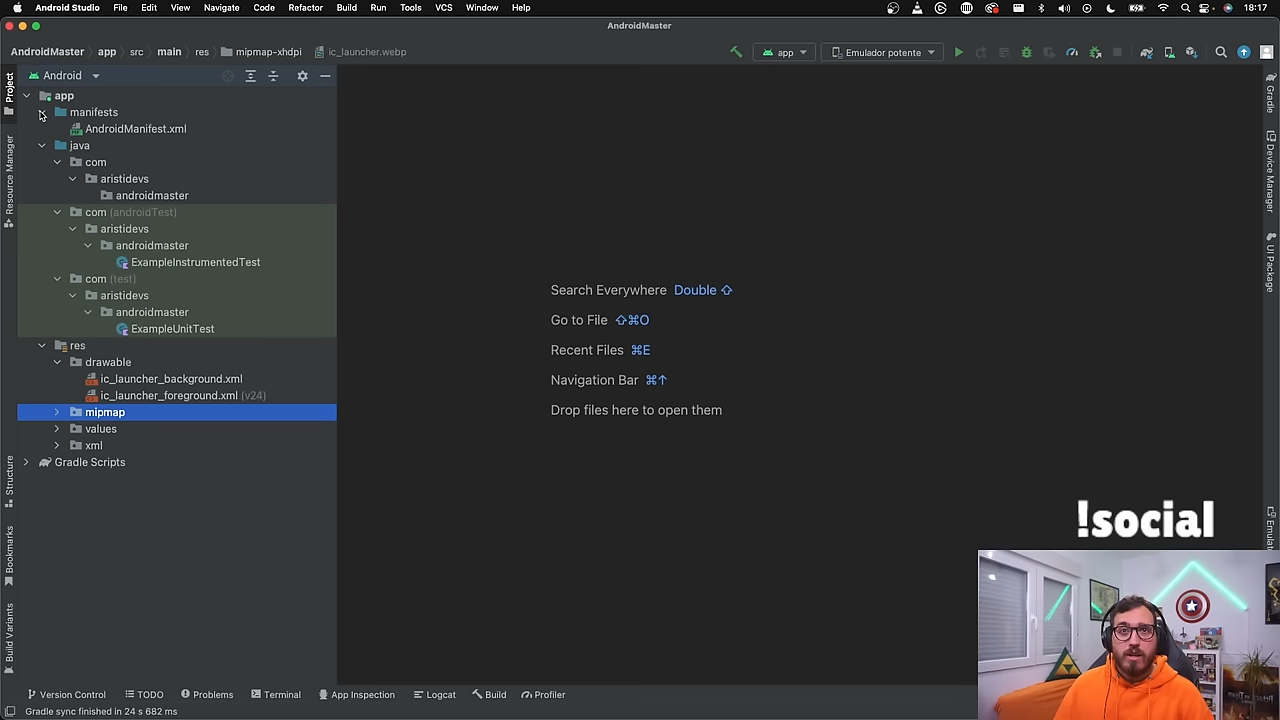 Android Studio File Edit View Navigate Code Refactor Build Run Tools VCS Window Help 18:17
AndroidMaster
AndroidMaster app src main res mipmap-xhdpi ic_launcher.webp
app
Emulador potente
Android
Project
Resource Manager
Structure
Bookmarks
Build Variants
app
manifests
AndroidManifest.xml
java
com
aristidevs
androidmaster
com (androidTest)
aristidevs
androidmaster
ExampleInstrumentedTest
com (test)
aristidevs
androidmaster
ExampleUnitTest
res
drawable
ic_launcher_background.xml
ic_launcher_foreground.xml (v24)
mipmap
values
xml
Gradle Scripts
Search Everywhere Double ⇧
Go to File ⇧⌘O
Recent Files ⌘E
Navigation Bar ⌘↑
Drop files here to open them
Gradle
Device Manager
UI Package
!social
Version Control TODO Problems Terminal App Inspection Logcat Build Profiler
Gradle sync finished in 24 s 682 ms